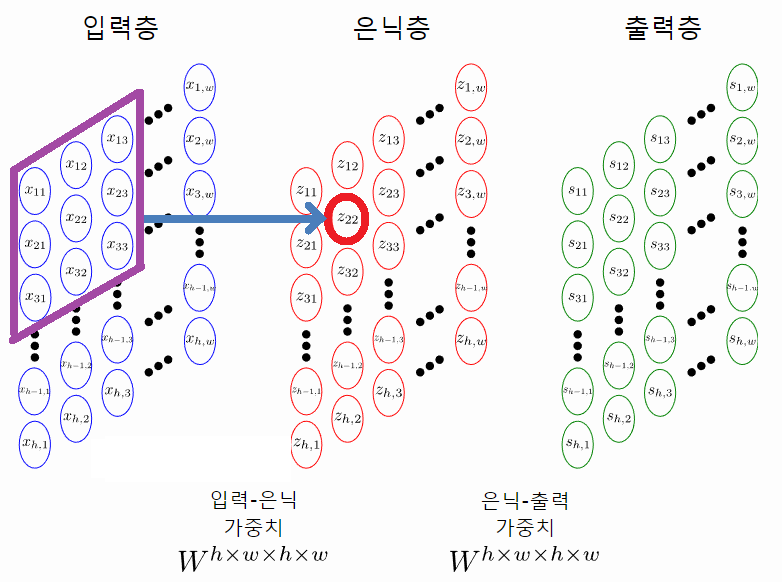 입력층 은닉층 출력층
x_{1,w} z_{1,w} s_{1,w}
x_{13} x_{2,w} z_{13} z_{2,w} s_{13} s_{2,w}
x_{12} z_{12} s_{12}
x_{11} x_{23} x_{3,w} z_{11} z_{23} z_{3,w} s_{11} s_{23} s_{3,w}
x_{22} z_{22} s_{22}
x_{21} x_{33} z_{21} z_{33} s_{21} s_{33}
x_{32} z_{32} s_{32}
x_{31} x_{h-1,w} z_{31} z_{h-1,w} s_{31} s_{h-1,w}
x_{h-1,3} x_{h,w} z_{h-1,3} z_{h,w} s_{h-1,3} s_{h,w}
x_{h-1,2} z_{h-1,2} s_{h-1,2}
x_{h-1,1} x_{h,3} z_{h-1,1} z_{h,3} s_{h-1,1} s_{h,3}
x_{h,2} z_{h,2} s_{h,2}
x_{h,1} z_{h,1} s_{h,1}
입력-은닉 은닉-출력
가중치 가중치
W^{h×w×h×w} W^{h×w×h×w}